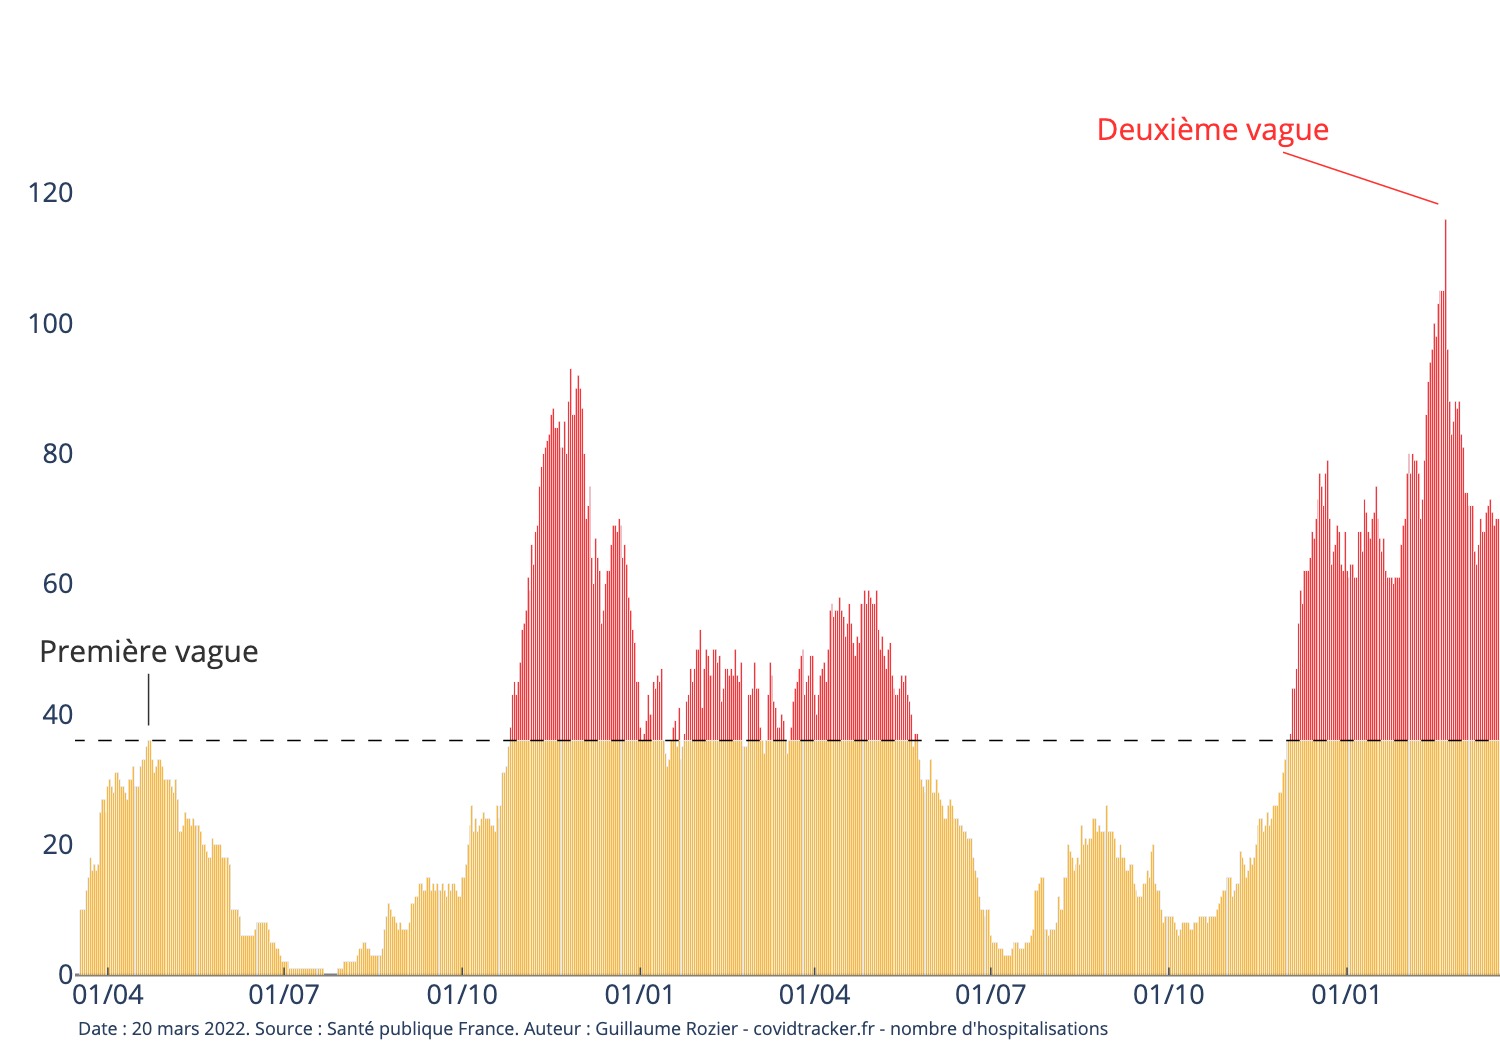 Deuxième vague
120
100
80
60
Première vague
40
20
0
01/04 01/07 01/10 01/01 01/04 01/07 01/10 01/01
Date : 20 mars 2022. Source : Santé publique France. Auteur : Guillaume Rozier - covidtracker.fr - nombre d'hospitalisations